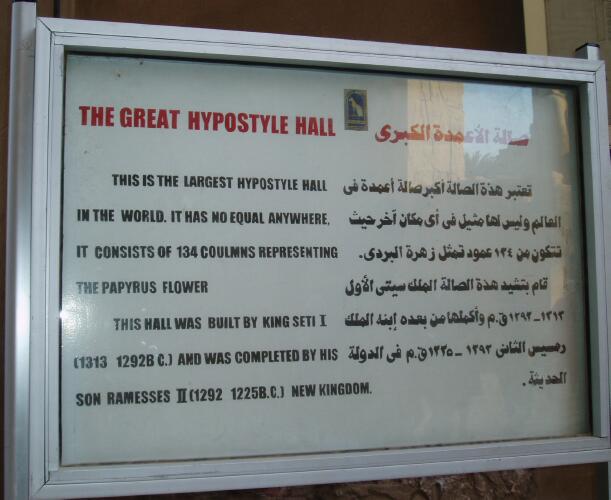 THE GREAT HYPOSTYLE HALL
THIS IS THE LARGEST HYPOSTYLE HALL
IN THE WORLD. IT HAS NO EQUAL ANYWHERE,
IT CONSISTS OF 134 COULMNS REPRESENTING
THE PAPYRUS FLOWER
THIS HALL WAS BUILT BY KING SETI I
(1313 1292B C.) AND WAS COMPLETED BY HIS
SON RAMESSES II (1292 1225B.C.) NEW KINGDOM.
صالة الأعمدة الكبرى
تعتبر هذة الصالة أكبر صالة أعمدة فى
العالم وليس لها مثيل فى أى مكان آخر حيث
تتكون من ١٣٤ عمود تمثل زهرة البردى.
قام بتشيد هذة الصالة الملك سيتى الأول
١٣١٣-١٢٩٢ ق.م وأكملها من بعده إبنه الملك
رمسيس الثانى ١٢٩٢ - ١٢٢٥ ق.م فى الدولة
الحديثة .